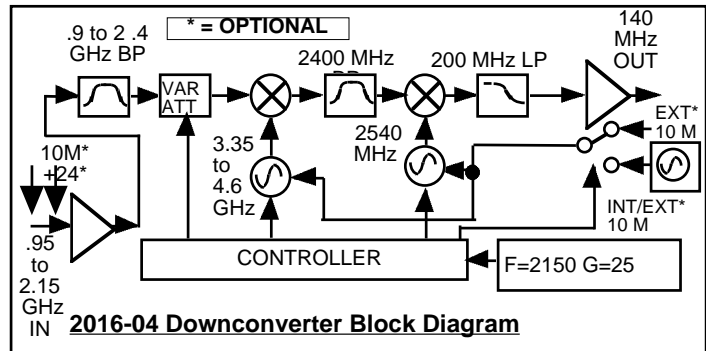 * = OPTIONAL
.9 to 2 .4
GHz BP
2400 MHz
200 MHz LP
140
MHz
OUT
VAR
ATT
EXT*
10 M
10M*
+24*
3.35
to
4.6
GHz
2540
MHz
INT/EXT*
10 M
.95
to
2.15
GHz
IN
CONTROLLER
F=2150 G=25
2016-04 Downconverter Block Diagram